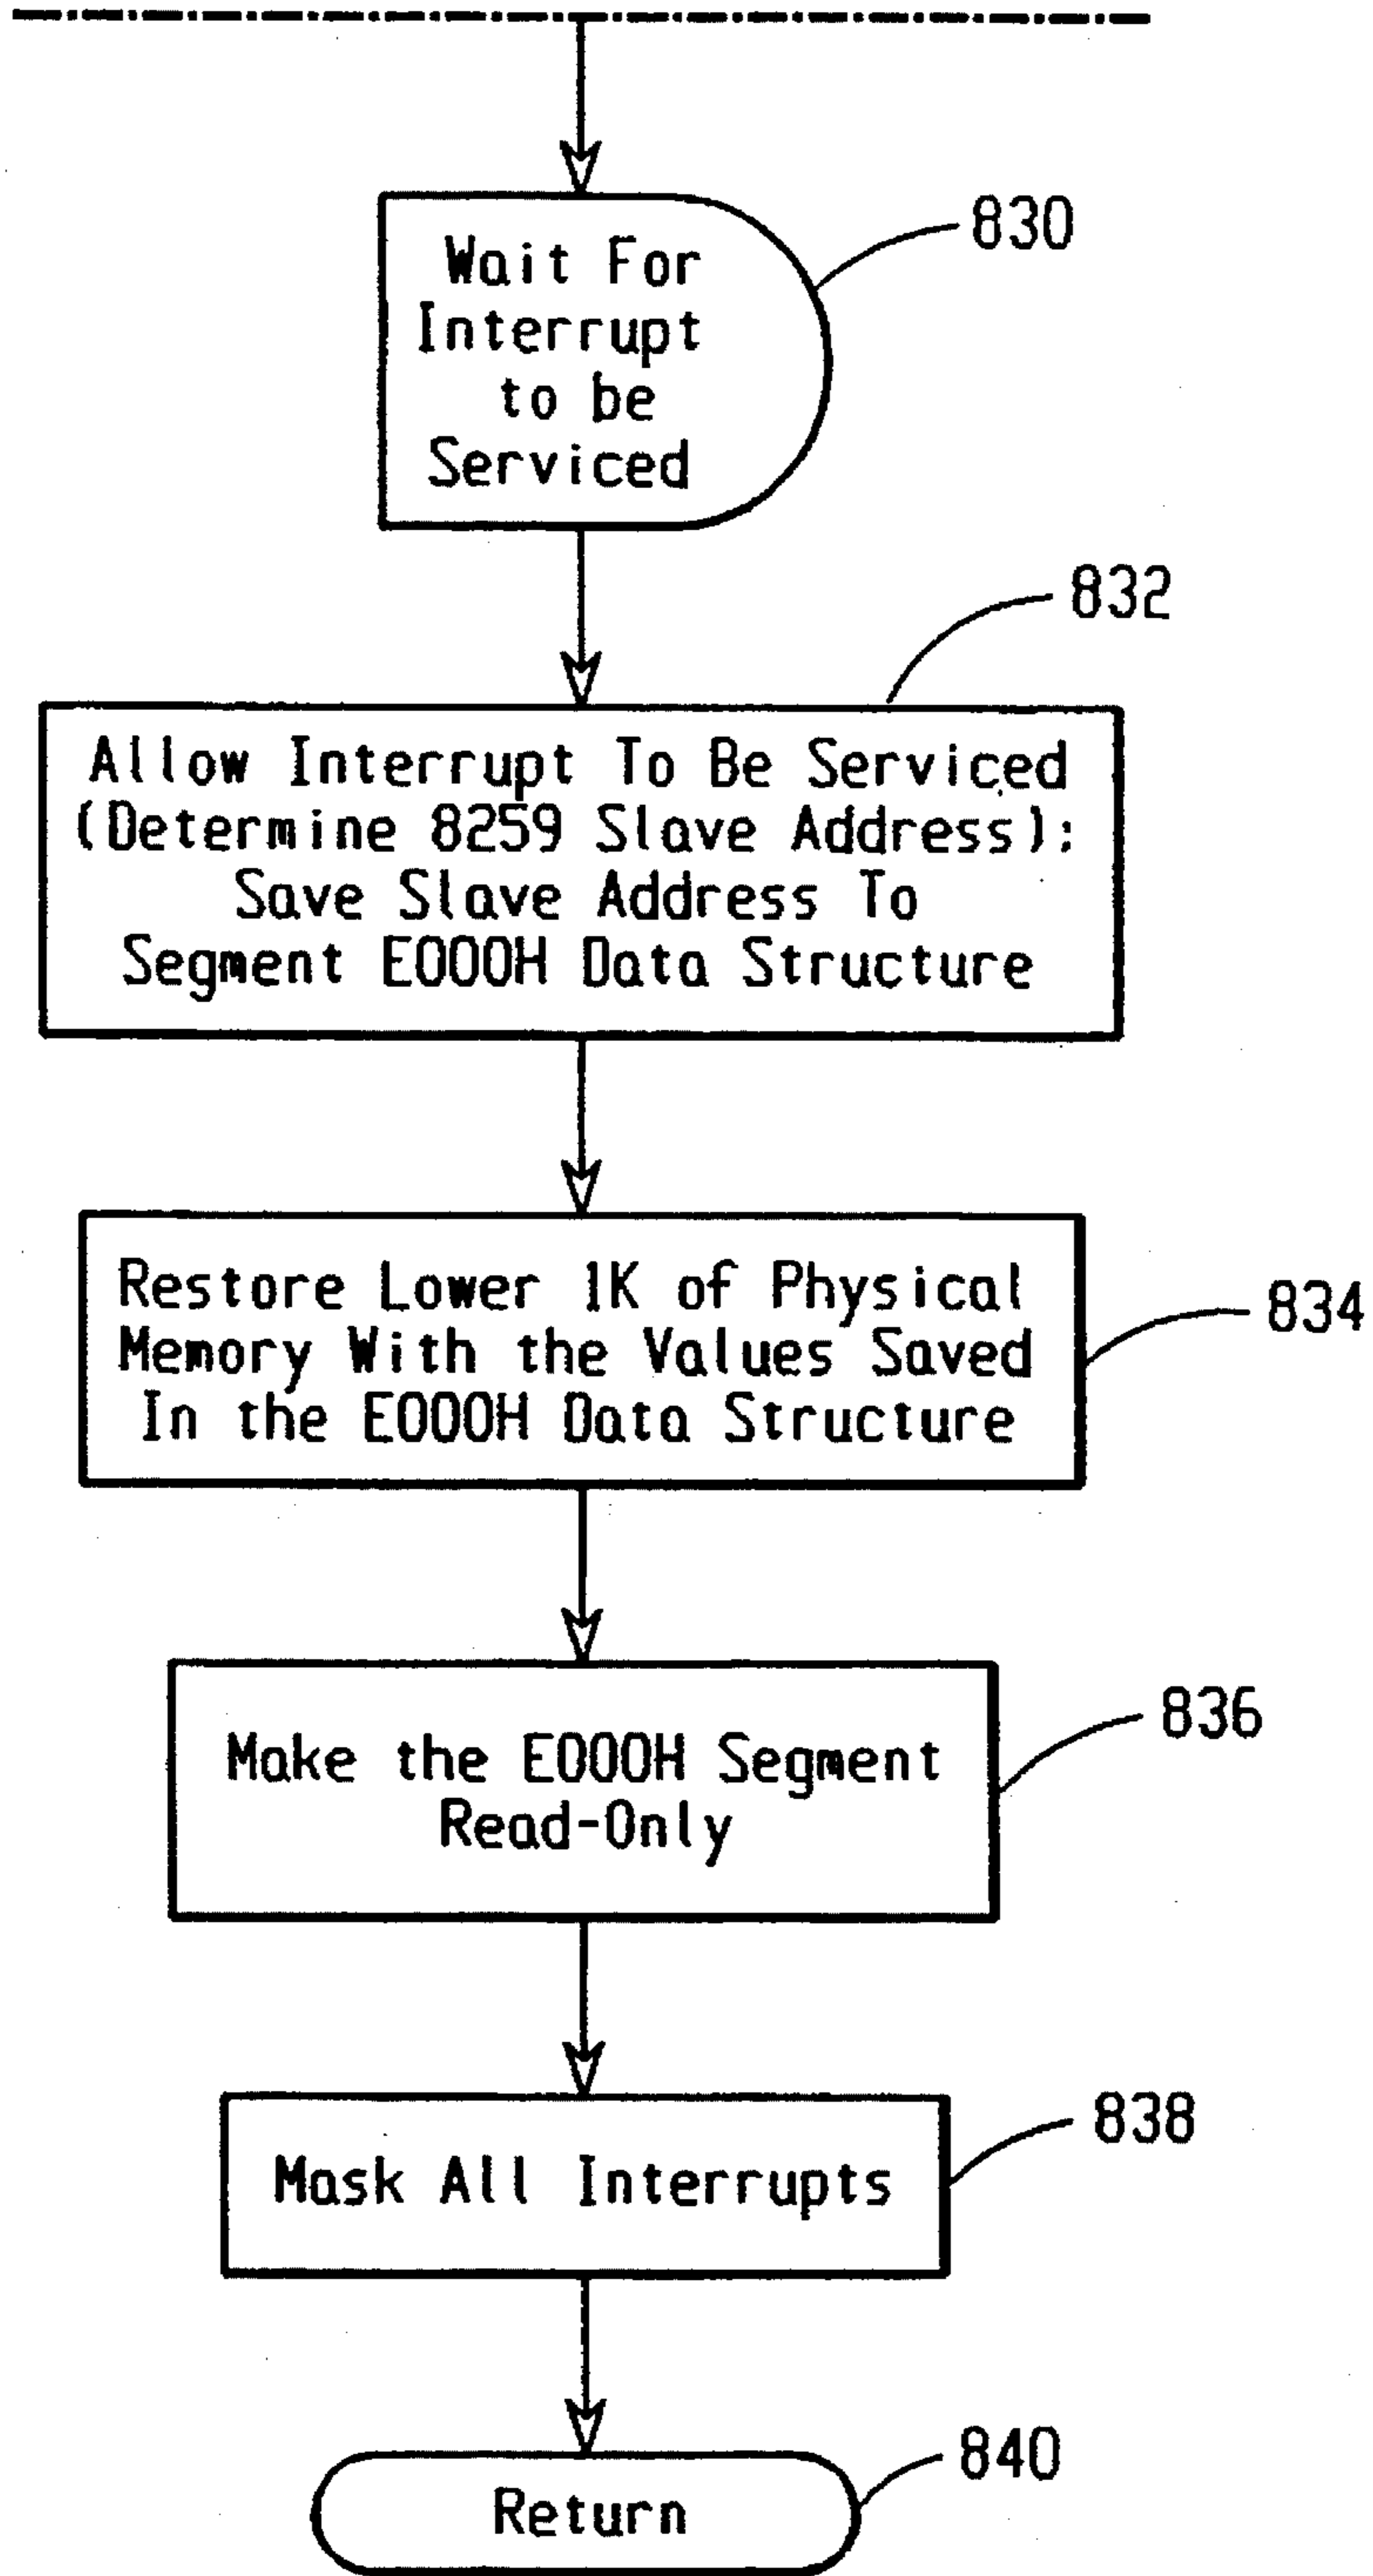 Wait For
Interrupt
to be
Serviced
830
832
Allow Interrupt To Be Serviced
(Determine 8259 Slave Address):
Save Slave Address To
Segment E000H Data Structure
Restore Lower 1K of Physical
Memory With the Values Saved
In the E000H Data Structure
834
Make the E000H Segment
Read-Only
836
Mask All Interrupts
838
Return
840